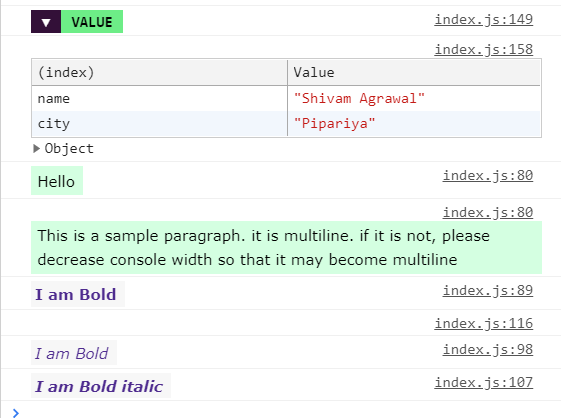 ▼ VALUE index.js:149
index.js:158
(index) Value
name "Shivam Agrawal"
city "Pipariya"
▶ Object
Hello index.js:80
index.js:80
This is a sample paragraph. it is multiline. if it is not, please
decrease console width so that it may become multiline
I am Bold index.js:89
index.js:116
I am Bold index.js:98
I am Bold italic index.js:107
>